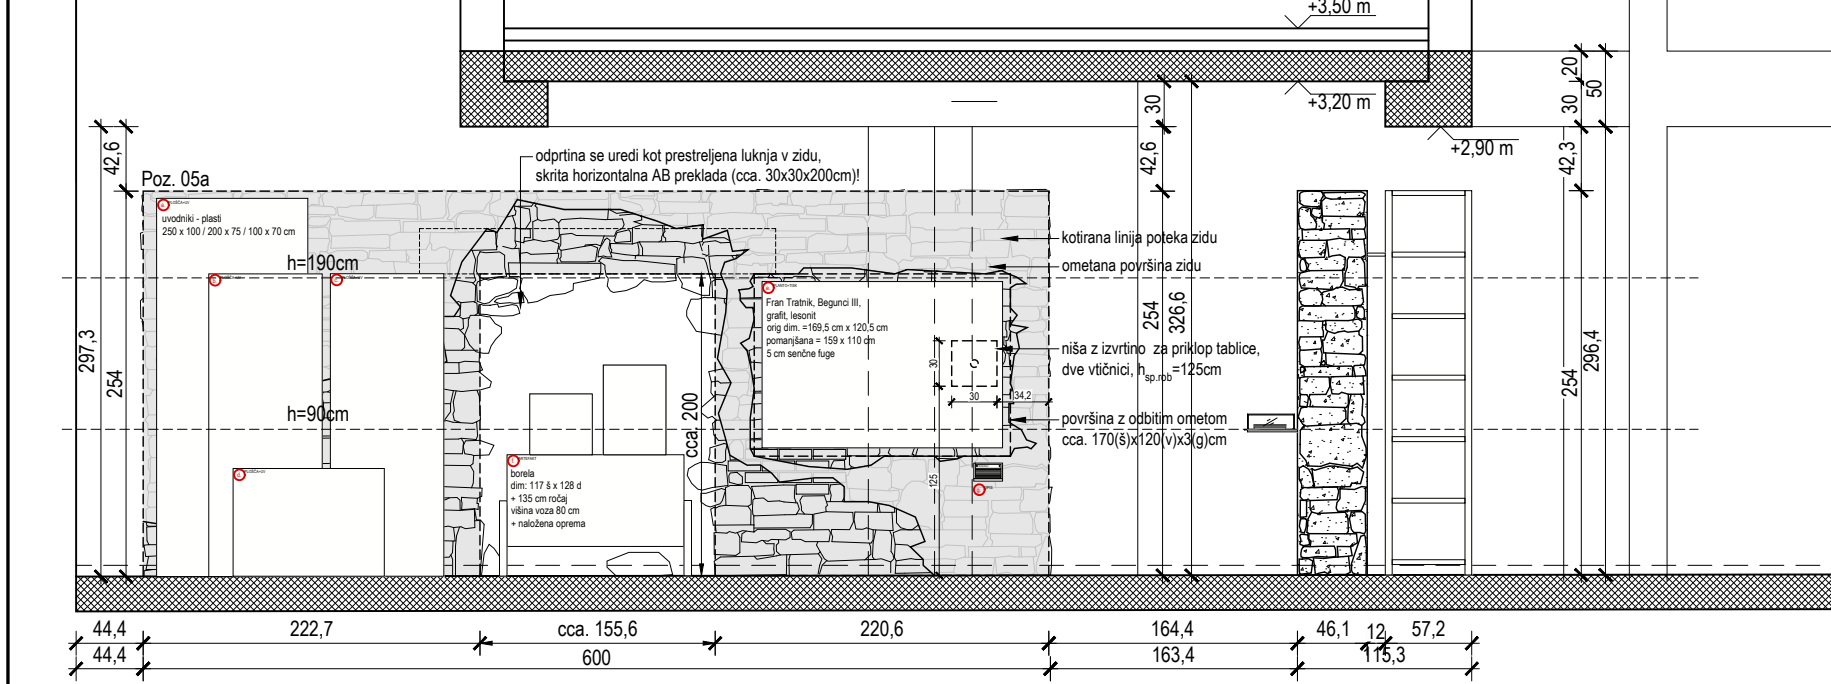 +3,50 m
20
30
50
+3,20 m
30
+2,90 m
42,6
odprtina se uredi kot prestreljena luknja v zidu,
skrita horizontalna AB preklada (cca. 30x30x200cm)!
42,6
42,3
Poz. 05a
uvodniki - plasti
250 x 100 / 200 x 75 / 100 x 70 cm
kotirana linija poteka zidu
h=190cm
ometana površina zidu
Fran Tratnik, Begunci III,
grafit, lesonit
orig dim. =169,5 cm x 120,5 cm
pomanjšana = 159 x 110 cm
5 cm senčne fuge
297,3
254
254
326,6
254
296,4
niša z izvrtino za priklop tablice,
dve vtičnici, h sp.rob =125cm
30
30
34,2
h=90cm
cca. 200
površina z odbitim ometom
cca. 170(š)x120(v)x3(g)cm
borela
dim: 117 š x 128 d
+ 135 cm ročaj
višina voza 80 cm
+ naložena oprema
125
44,4
222,7
cca. 155,6
220,6
164,4
46,1
12
57,2
44,4
600
163,4
115,3